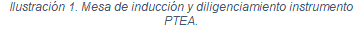 Ilustración 1. Mesa de inducción y diligenciamiento instrumento
PTEA.